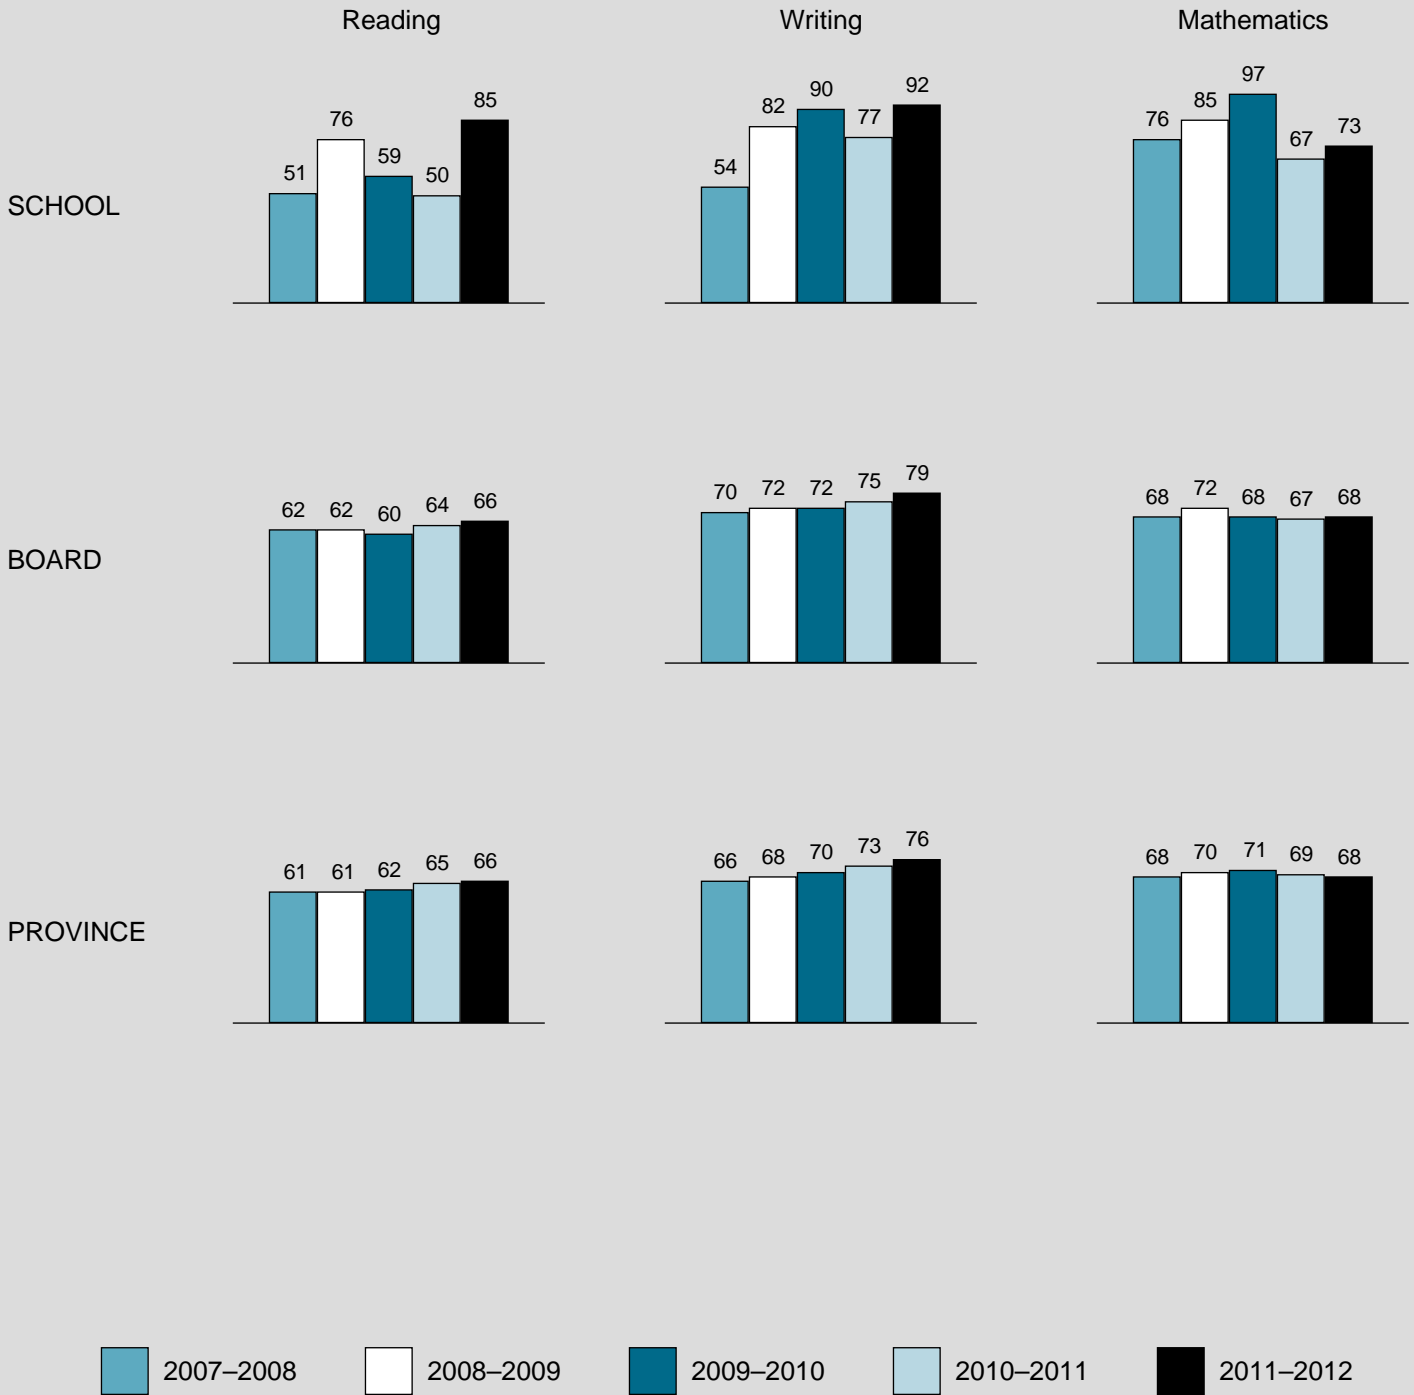 Reading Writing Mathematics
SCHOOL
51 76 59 50 85
54 82 90 77 92
76 85 97 67 73
BOARD
62 62 60 64 66
70 72 72 75 79
68 72 68 67 68
PROVINCE
61 61 62 65 66
66 68 70 73 76
68 70 71 69 68
2007–2008 2008–2009 2009–2010 2010–2011 2011–2012